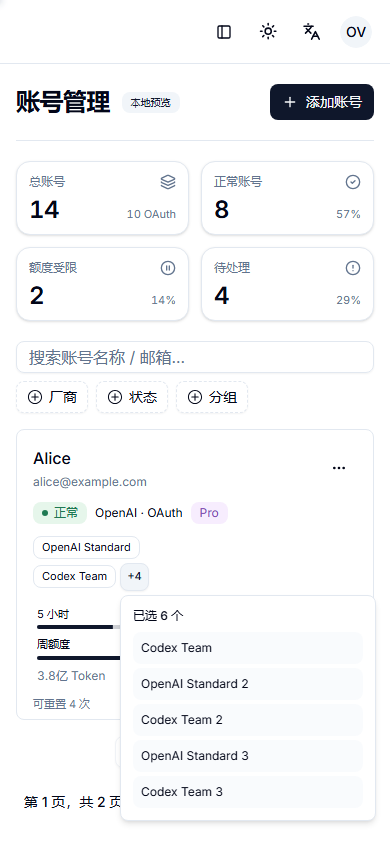 OV
账号管理
本地预览
添加账号
总账号
14
10 OAuth
正常账号
8
57%
额度受限
2
14%
待处理
4
29%
搜索账号名称 / 邮箱...
厂商
状态
分组
Alice
alice@example.com
正常
OpenAI · OAuth
Pro
OpenAI Standard
Codex Team
+4
5 小时
周额度
3.8亿 Token
可重置 4 次
已选 6 个
Codex Team
OpenAI Standard 2
Codex Team 2
OpenAI Standard 3
Codex Team 3
第 1 页，共 2 页